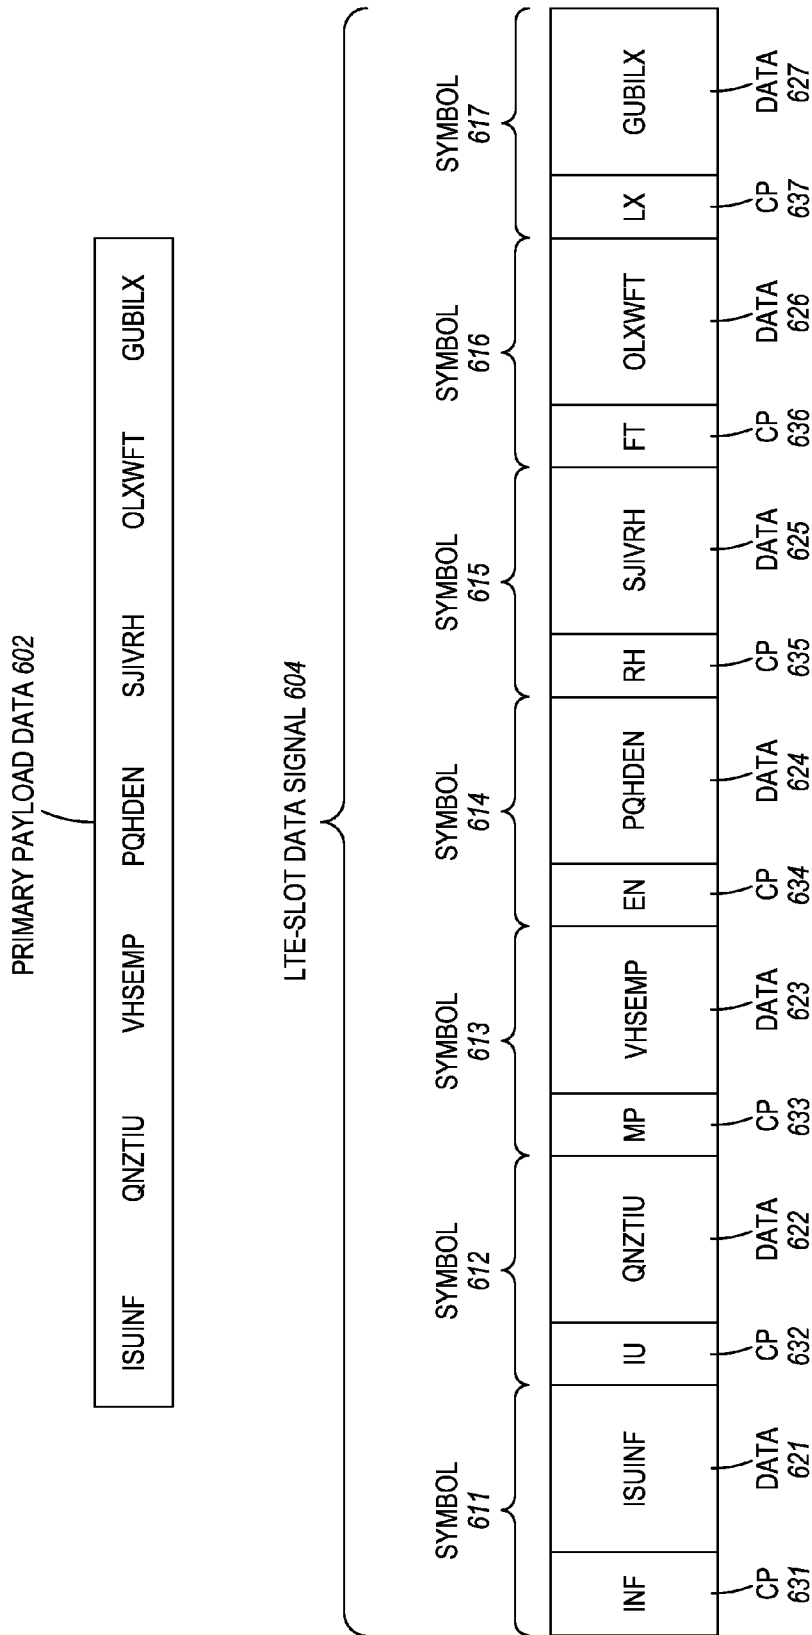 PRIMARY PAYLOAD DATA 602
ISUINF QNZTIU VHSEMP PQHDEN SJIVRH OLXWFT GUBILX
LTE-SLOT DATA SIGNAL 604
SYMBOL 611
SYMBOL 612
SYMBOL 613
SYMBOL 614
SYMBOL 615
SYMBOL 616
SYMBOL 617
INF ISUINF IU QNZTIU MP VHSEMP EN PQHDEN RH SJIVRH FT OLXWFT LX GUBILX
CP 631
DATA 621
CP 632
DATA 622
CP 633
DATA 623
CP 634
DATA 624
CP 635
DATA 625
CP 636
DATA 626
CP 637
DATA 627